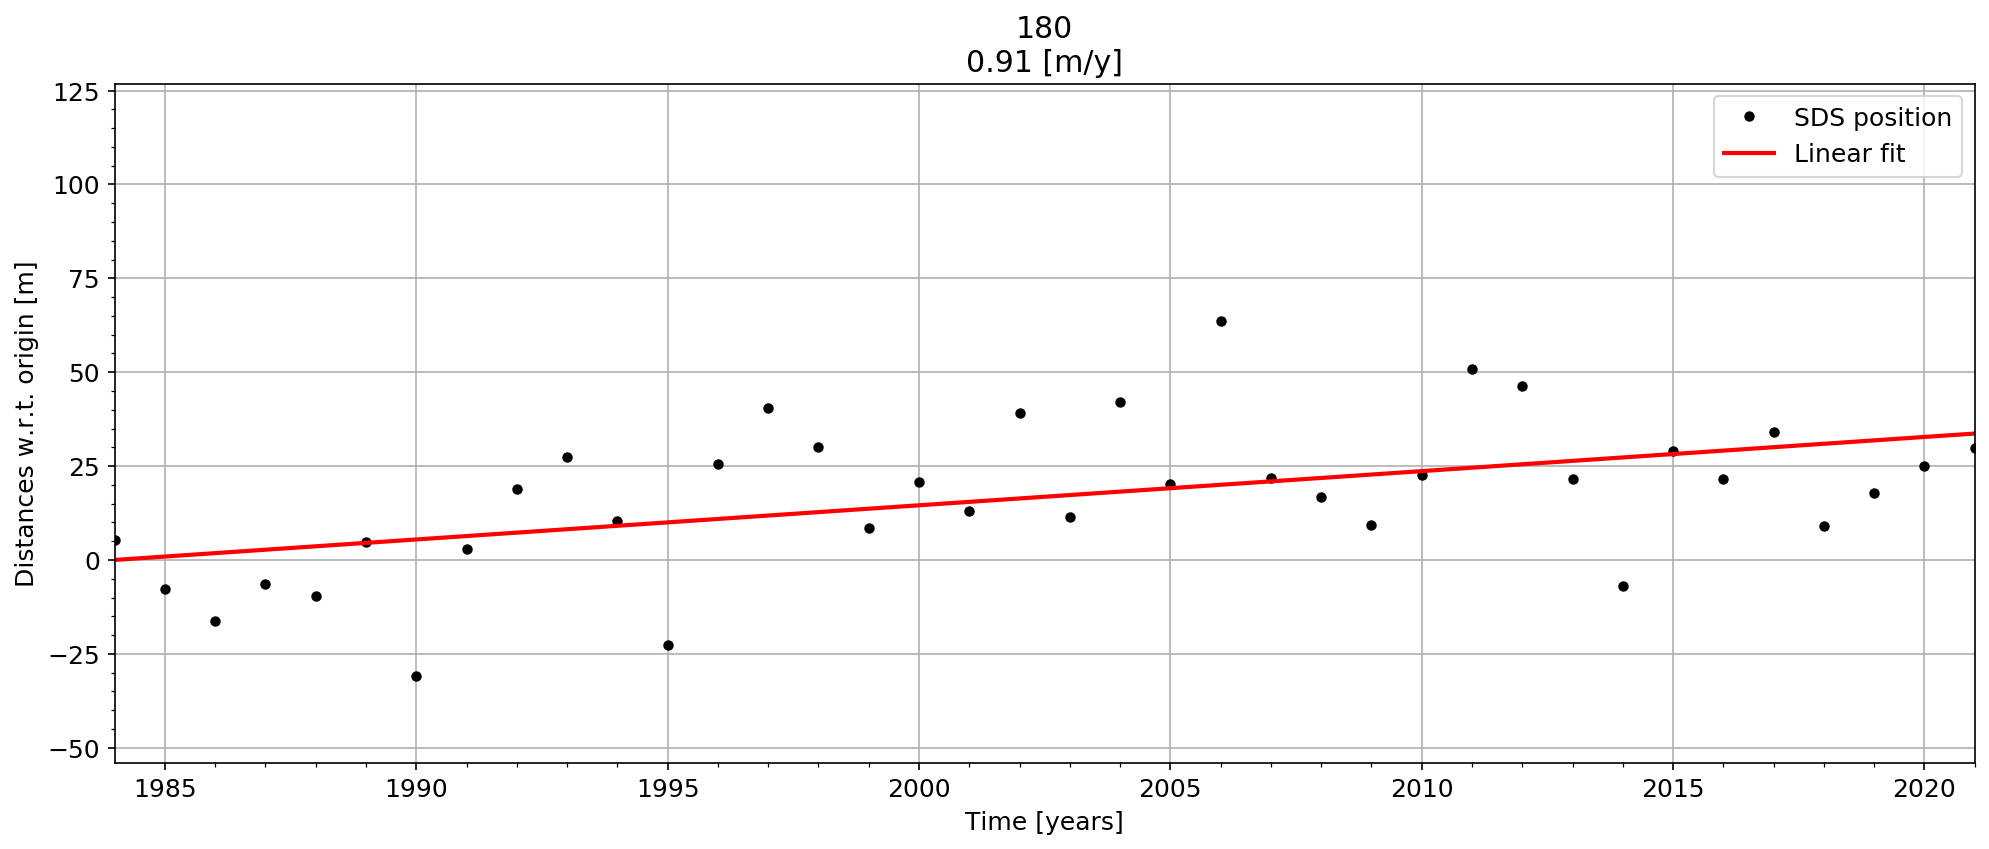 180
0.91 [m/y]
125
100
75
50
25
0
−25
−50
Distances w.r.t. origin [m]
SDS position
Linear fit
1985 1990 1995 2000 2005 2010 2015 2020
Time [years]